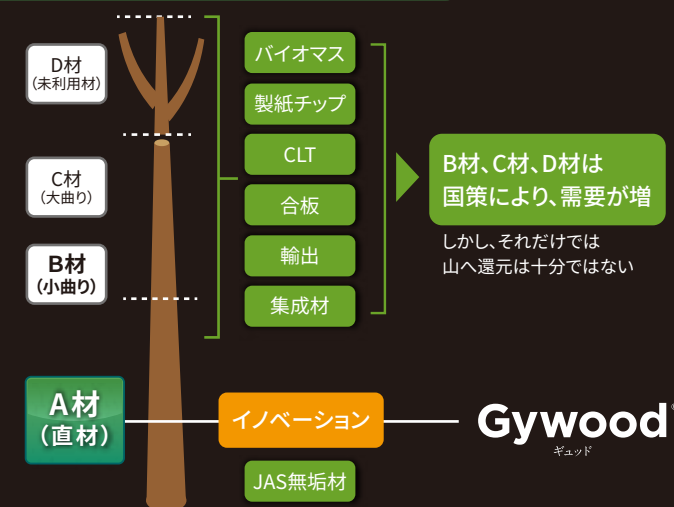 D材
(未利用材)
C材
(大曲り)
B材
(小曲り)
A材
(直材)
バイオマス
製紙チップ
CLT
合板
輸出
集成材
イノベーション
JAS無垢材
B材、C材、D材は
国策により、需要が増
しかし、それだけでは
山へ還元は十分ではない
Gywood
ギュッド